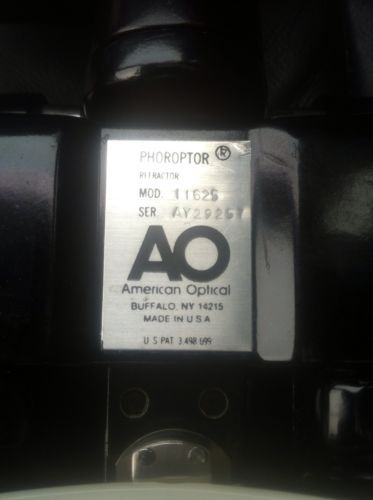 PHOROPTOR ®
REFRACTOR
MOD. 11625
SER. AY29257
AO
American Optical
BUFFALO, NY 14215
MADE IN U S A
U S PAT 3,498,699